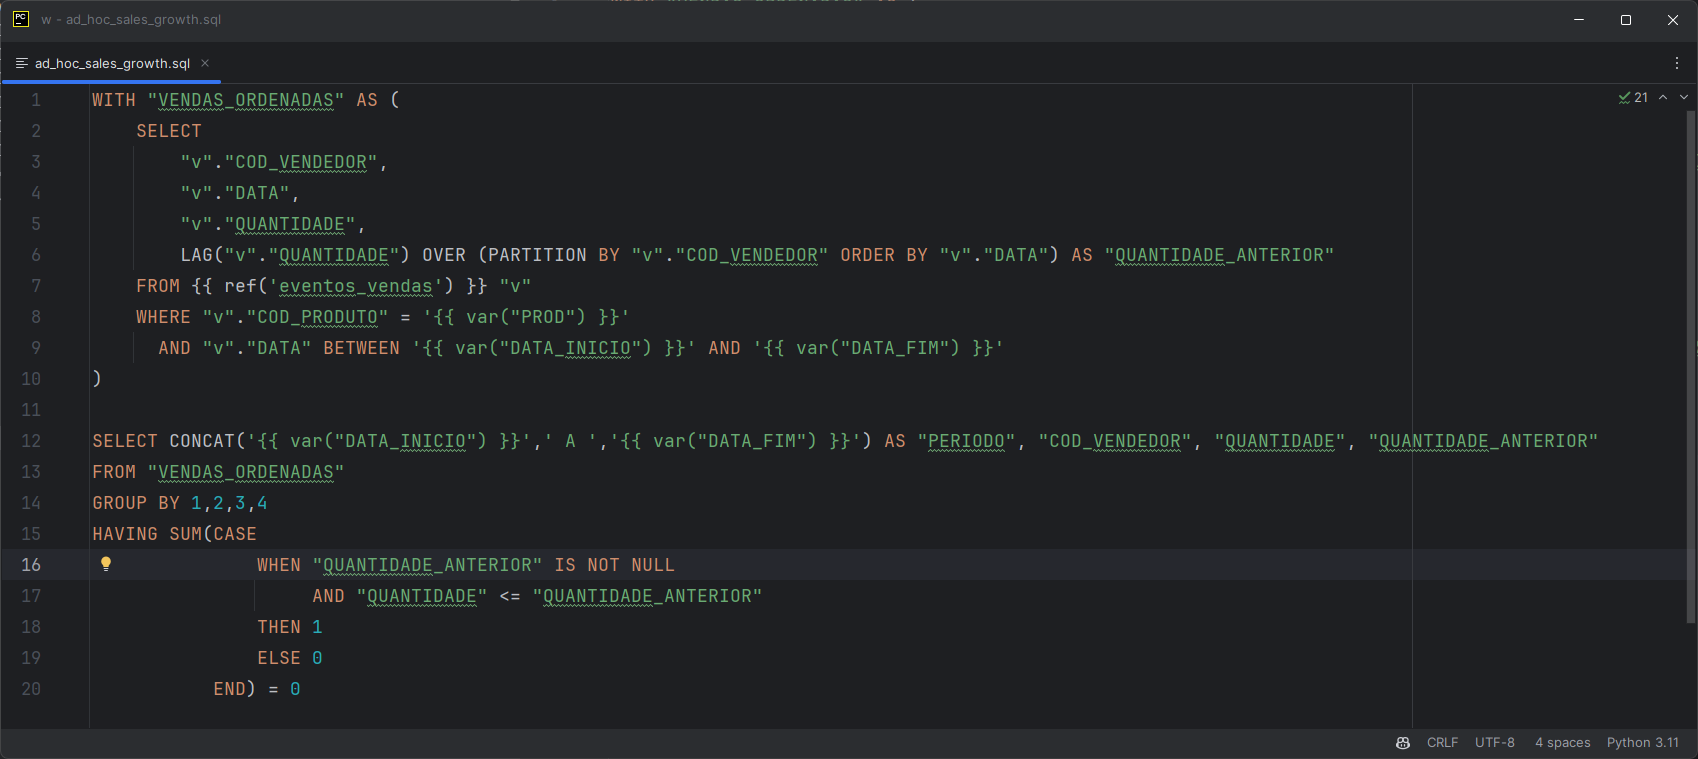 PC w - ad_hoc_sales_growth.sql
ad_hoc_sales_growth.sql
21
1 WITH "VENDAS_ORDENADAS" AS (
2     SELECT
3         "v"."COD_VENDEDOR",
4         "v"."DATA",
5         "v"."QUANTIDADE",
6         LAG("v"."QUANTIDADE") OVER (PARTITION BY "v"."COD_VENDEDOR" ORDER BY "v"."DATA") AS "QUANTIDADE_ANTERIOR"
7     FROM {{ ref('eventos_vendas') }} "v"
8     WHERE "v"."COD_PRODUTO" = '{{ var("PROD") }}'
9       AND "v"."DATA" BETWEEN '{{ var("DATA_INICIO") }}' AND '{{ var("DATA_FIM") }}'
10 )
11
12 SELECT CONCAT('{{ var("DATA_INICIO") }}',' A ','{{ var("DATA_FIM") }}') AS "PERIODO", "COD_VENDEDOR", "QUANTIDADE", "QUANTIDADE_ANTERIOR"
13 FROM "VENDAS_ORDENADAS"
14 GROUP BY 1,2,3,4
15 HAVING SUM(CASE
16                WHEN "QUANTIDADE_ANTERIOR" IS NOT NULL
17                     AND "QUANTIDADE" <= "QUANTIDADE_ANTERIOR"
18                THEN 1
19                ELSE 0
20            END) = 0
CRLF UTF-8 4 spaces Python 3.11